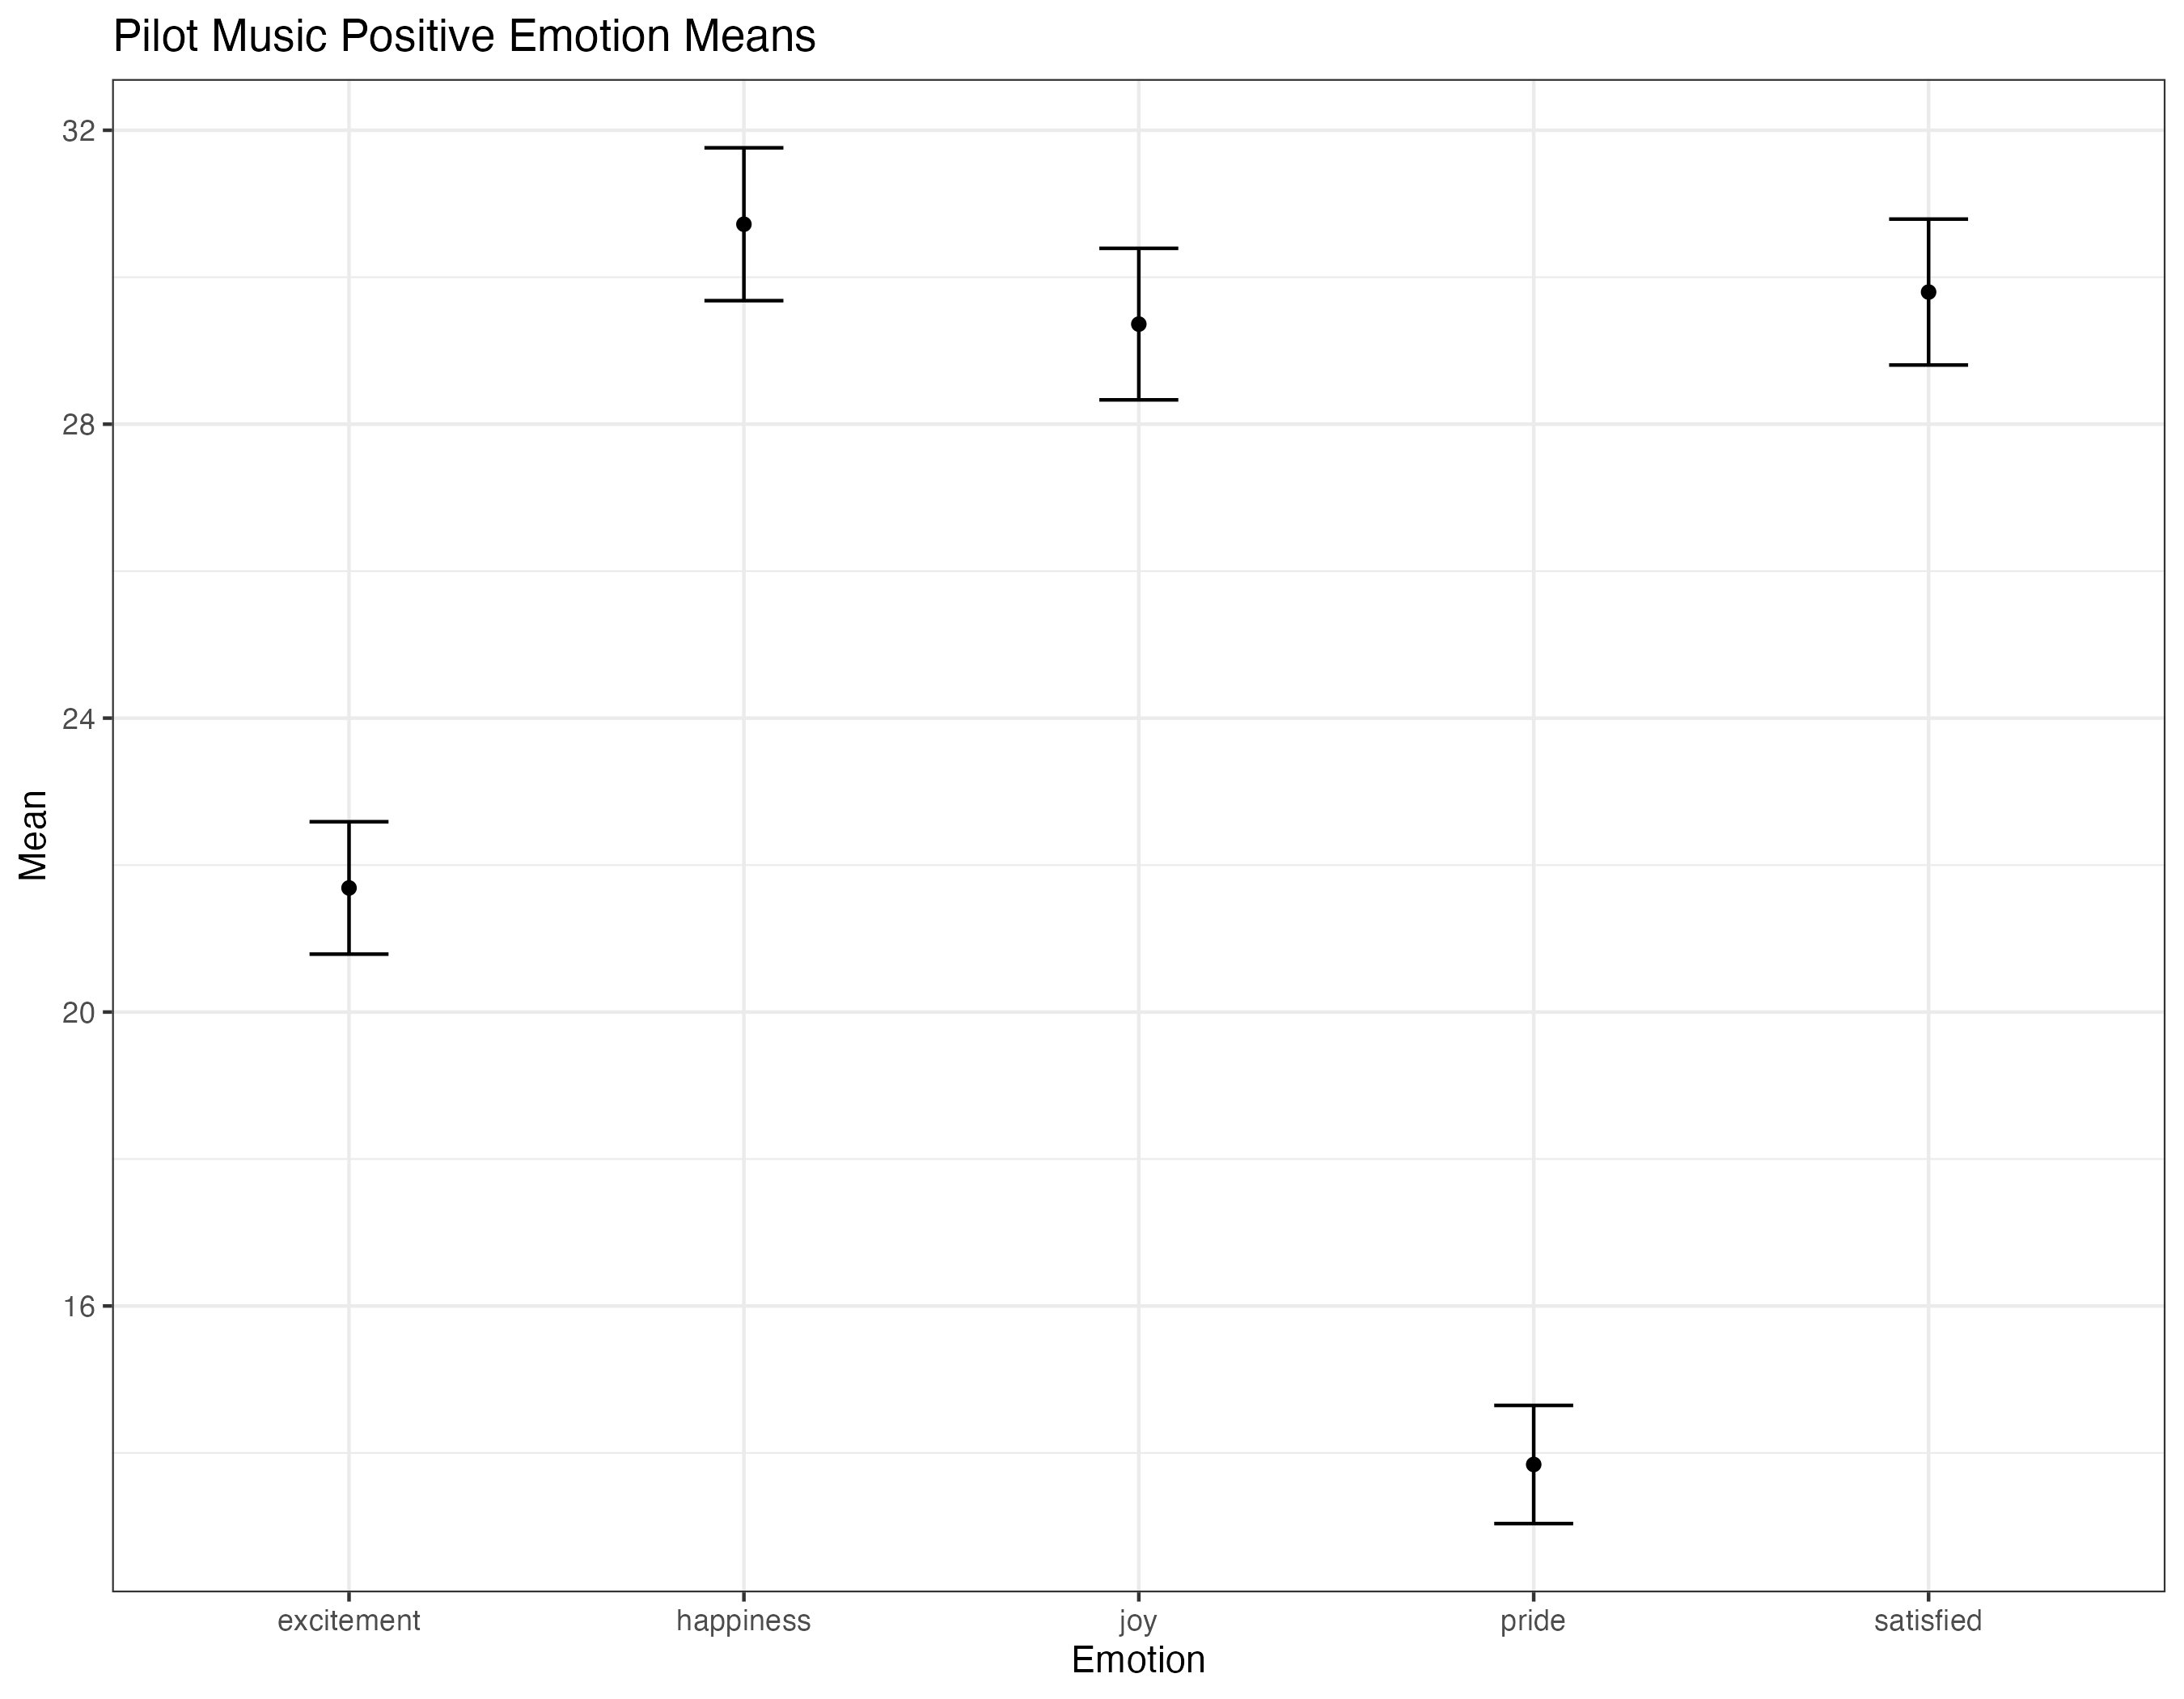 Pilot Music Positive Emotion Means
32
28
24
20
16
Mean
excitement happiness joy pride satisfied
Emotion